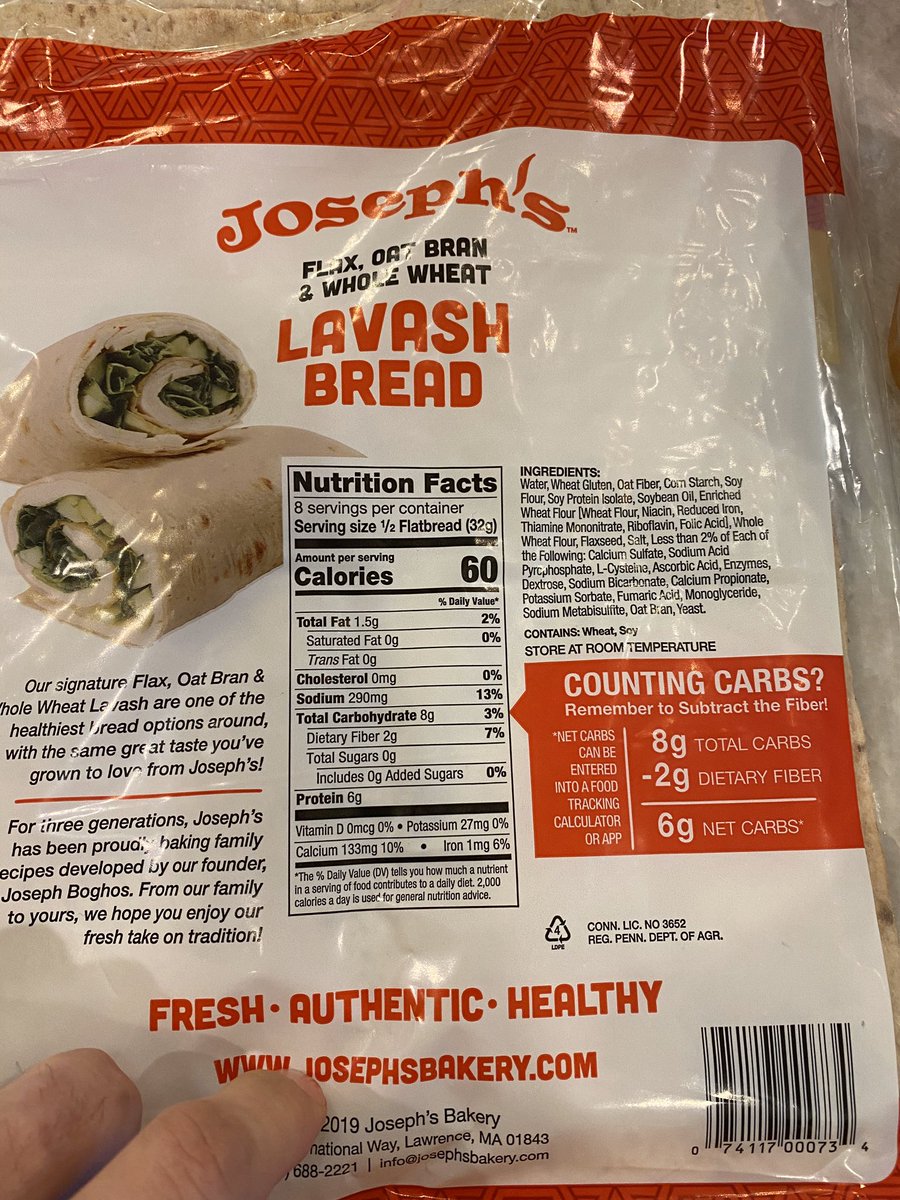 Joseph's™
FLAX, OAT BRAN
& WHOLE WHEAT
LAVASH
BREAD
Nutrition Facts
8 servings per container
Serving size 1/2 Flatbread (32g)
Amount per serving
Calories 60
% Daily Value*
Total Fat 1.5g 2%
Saturated Fat 0g 0%
Trans Fat 0g
Cholesterol 0mg 0%
Sodium 290mg 13%
Total Carbohydrate 8g 3%
Dietary Fiber 2g 7%
Total Sugars 0g
Includes 0g Added Sugars 0%
Protein 6g
Vitamin D 0mcg 0% • Potassium 27mg 0%
Calcium 133mg 10% • Iron 1mg 6%
*The % Daily Value (DV) tells you how much a nutrient
in a serving of food contributes to a daily diet. 2,000
calories a day is used for general nutrition advice.
INGREDIENTS:
Water, Wheat Gluten, Oat Fiber, Corn Starch, Soy
Flour, Soy Protein Isolate, Soybean Oil, Enriched
Wheat Flour [Wheat Flour, Niacin, Reduced Iron,
Thiamine Mononitrate, Riboflavin, Folic Acid], Whole
Wheat Flour, Flaxseed, Salt, Less than 2% of Each of
the Following: Calcium Sulfate, Sodium Acid
Pyrophosphate, L-Cysteine, Ascorbic Acid, Enzymes,
Dextrose, Sodium Bicarbonate, Calcium Propionate,
Potassium Sorbate, Fumaric Acid, Monoglyceride,
Sodium Metabisulfite, Oat Bran, Yeast.
CONTAINS: Wheat, Soy
STORE AT ROOM TEMPERATURE
COUNTING CARBS?
Remember to Subtract the Fiber!
*NET CARBS
CAN BE
ENTERED
INTO A FOOD
TRACKING
CALCULATOR
OR APP
8g TOTAL CARBS
-2g DIETARY FIBER
6g NET CARBS*
Our signature Flax, Oat Bran &
Whole Wheat Lavash are one of the
healthiest bread options around,
with the same great taste you've
grown to love from Joseph's!
For three generations, Joseph's
has been proudly baking family
recipes developed by our founder,
Joseph Boghos. From our family
to yours, we hope you enjoy our
fresh take on tradition!
4
LDPE
CONN. LIC. NO 3652
REG. PENN. DEPT. OF AGR.
FRESH • AUTHENTIC • HEALTHY
WWW.JOSEPHSBAKERY.COM
2019 Joseph's Bakery
Way, Lawrence, MA 01843
688-2221 | info@josephsbakery.com
0 74117 00073 4